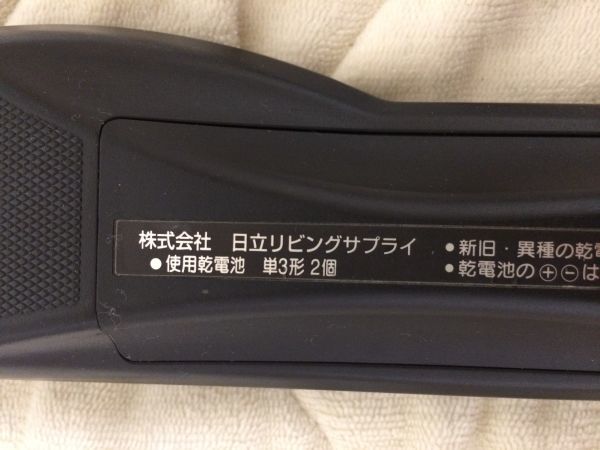 株式会社 日立リビングサプライ
●使用乾電池 単3形 2個
●新旧・異種の乾電
●乾電池の⊕⊖は